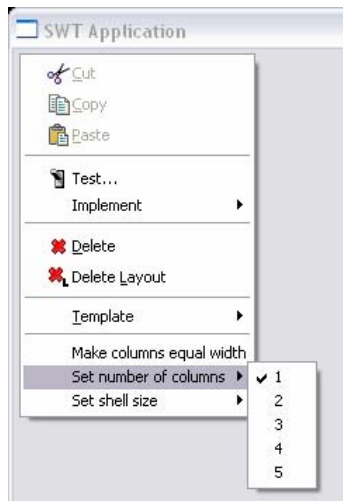 SWT Application
Cut
Copy
Paste
Test...
Implement
Delete
Delete Layout
Template
Make columns equal width
Set number of columns
Set shell size
1
2
3
4
5